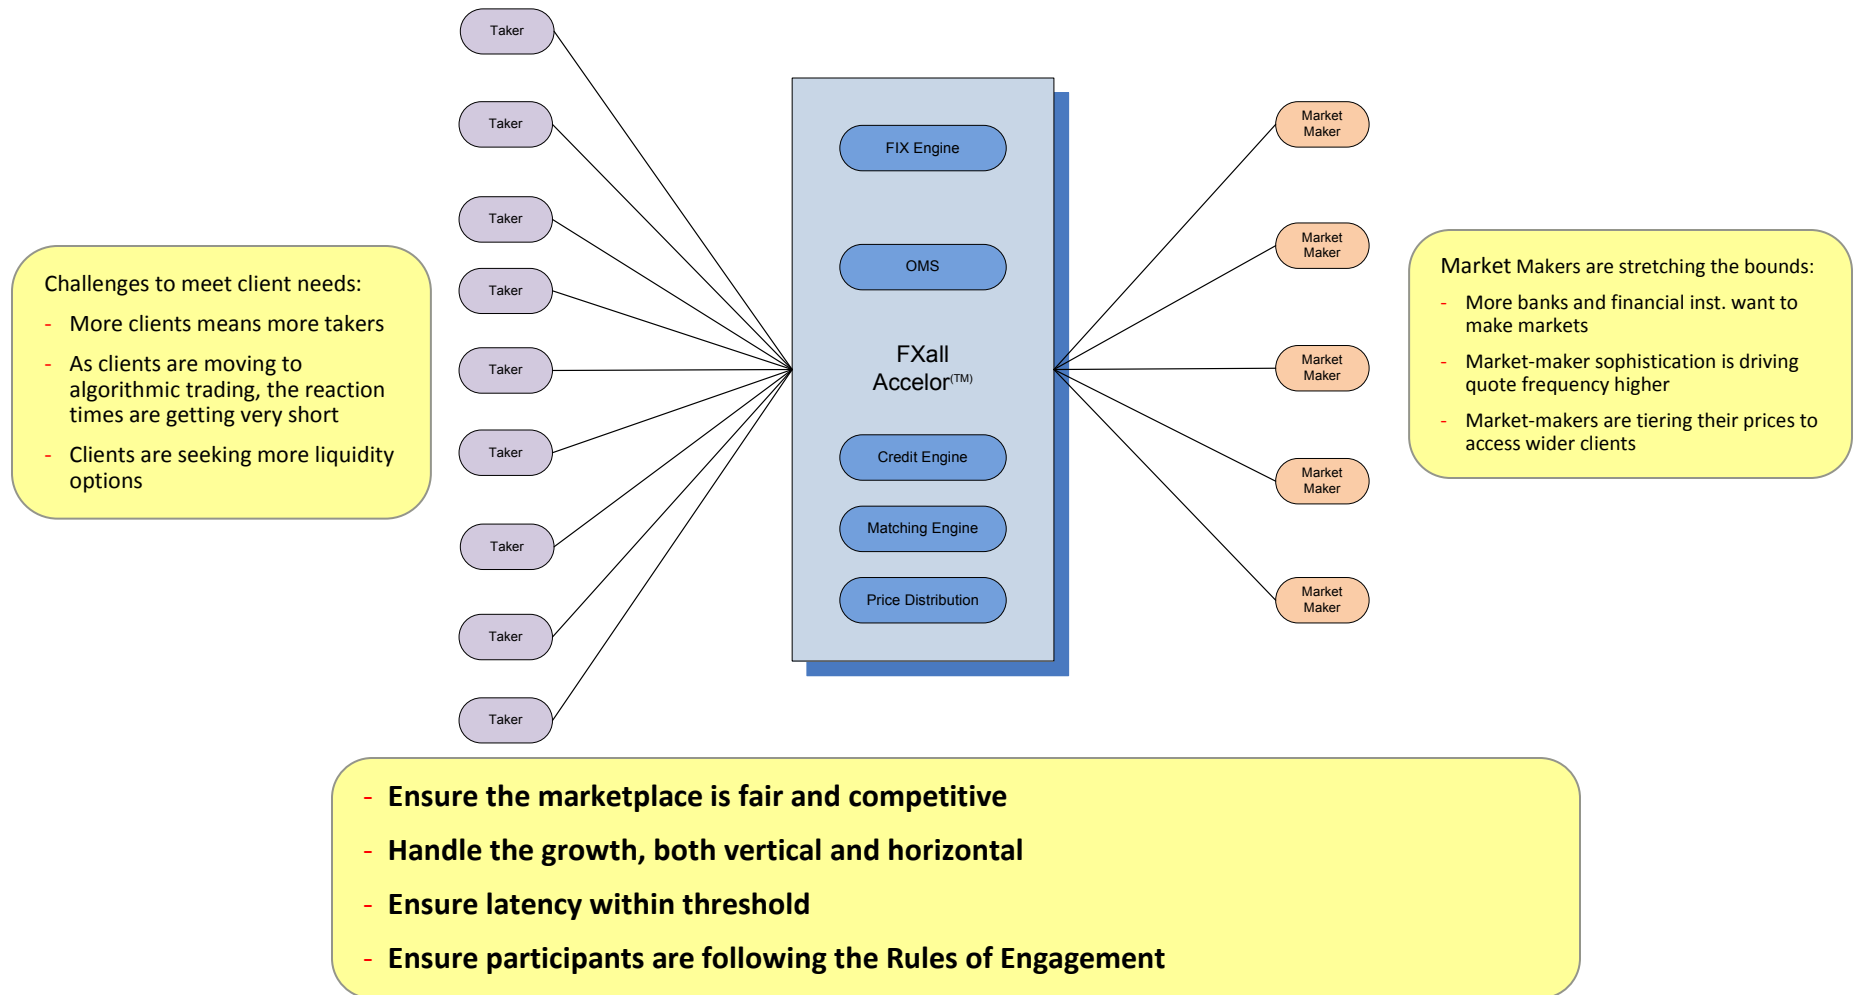 Taker
Taker
Taker
Taker
Taker
Taker
Taker
Taker
Taker
Challenges to meet client needs:
- More clients means more takers
- As clients are moving to
algorithmic trading, the reaction
times are getting very short
- Clients are seeking more liquidity
options
FIX Engine
OMS
FXall
Accelor(TM)
Credit Engine
Matching Engine
Price Distribution
Market
Maker
Market
Maker
Market
Maker
Market
Maker
Market
Maker
Market Makers are stretching the bounds:
- More banks and financial inst. want to
make markets
- Market-maker sophistication is driving
quote frequency higher
- Market-makers are tiering their prices to
access wider clients
- Ensure the marketplace is fair and competitive
- Handle the growth, both vertical and horizontal
- Ensure latency within threshold
- Ensure participants are following the Rules of Engagement